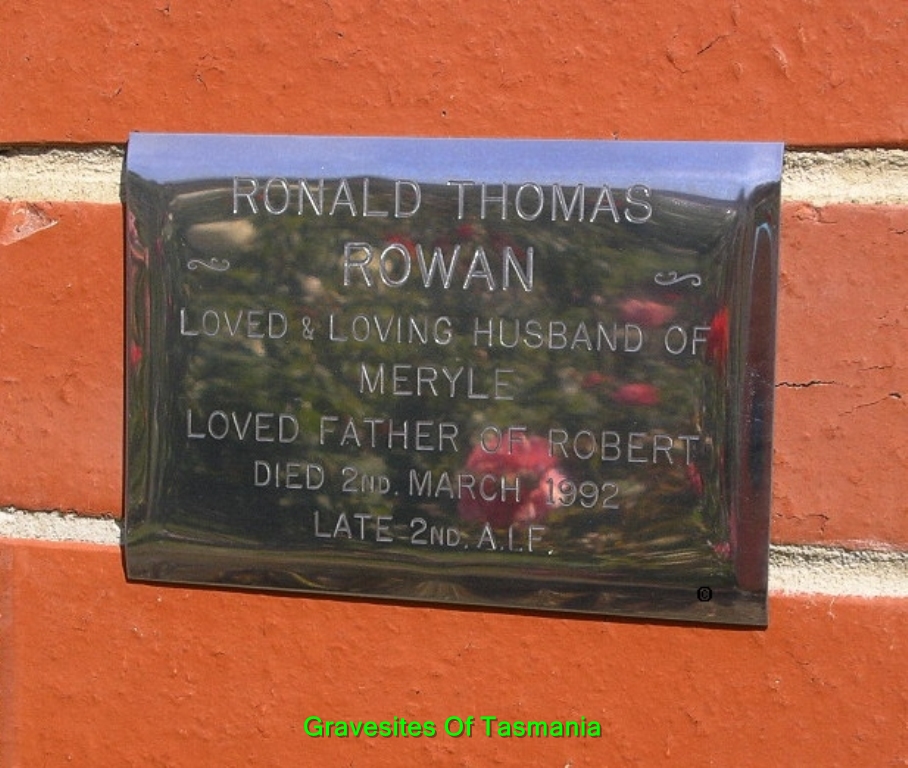 RONALD THOMAS
ROWAN
LOVED & LOVING HUSBAND OF
MERYLE
LOVED FATHER OF ROBERT
DIED 2ND. MARCH 1992
LATE 2ND. A.I.F.
©
Gravesites Of Tasmania